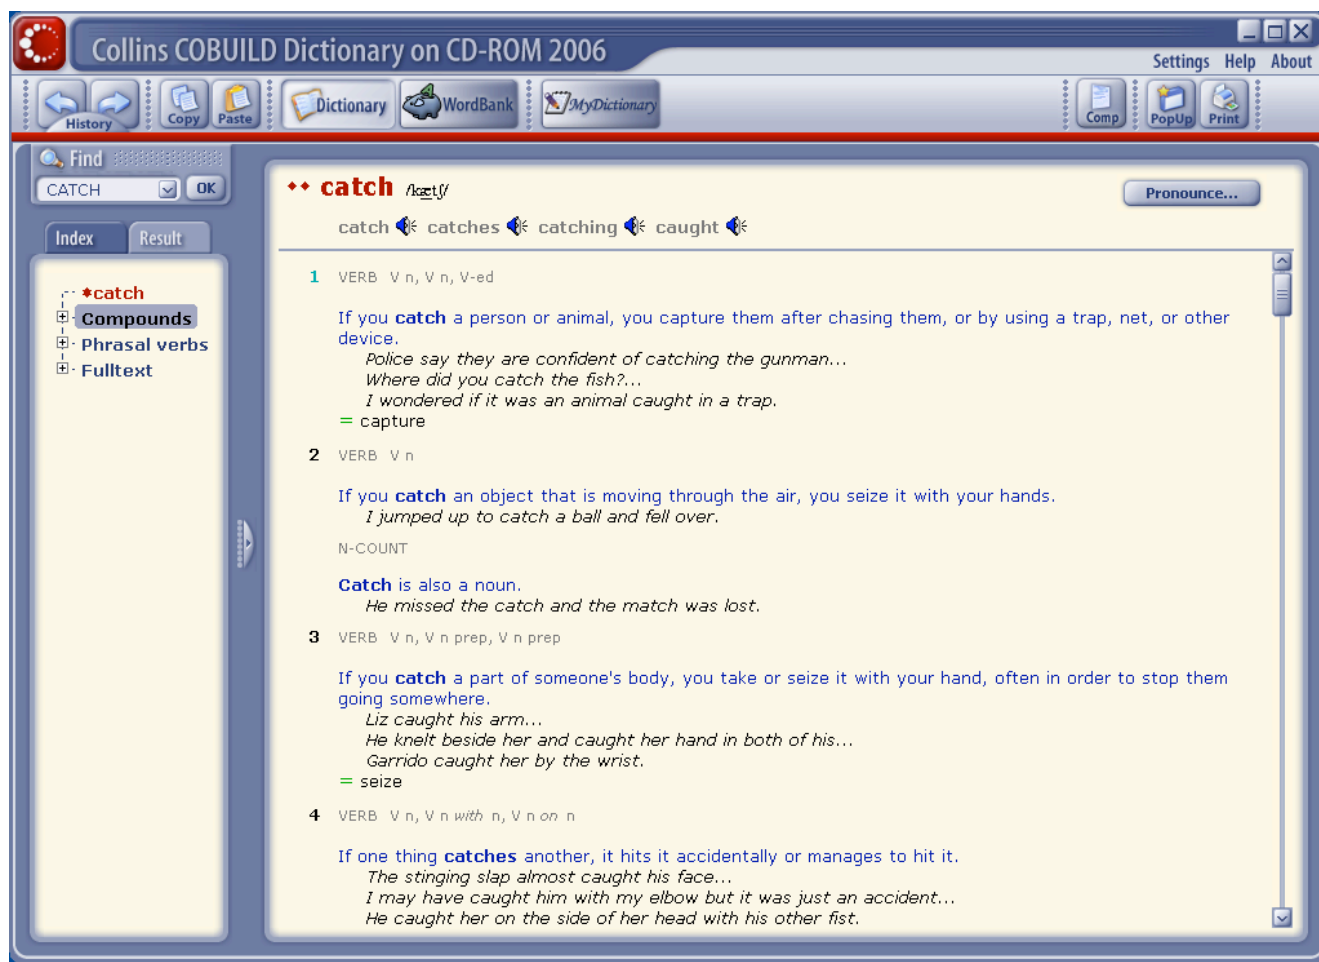 Collins COBUILD Dictionary on CD-ROM 2006
Settings Help About
History Copy Paste Dictionary WordBank MyDictionary Comp PopUp Print
Find
CATCH OK
Index Result
*catch
Compounds
Phrasal verbs
Fulltext
catch /kætʃ/
Pronounce...
catch catches catching caught
1 VERB V n, V n, V-ed
If you catch a person or animal, you capture them after chasing them, or by using a trap, net, or other
device.
Police say they are confident of catching the gunman...
Where did you catch the fish?...
I wondered if it was an animal caught in a trap.
= capture
2 VERB V n
If you catch an object that is moving through the air, you seize it with your hands.
I jumped up to catch a ball and fell over.
N-COUNT
Catch is also a noun.
He missed the catch and the match was lost.
3 VERB V n, V n prep, V n prep
If you catch a part of someone's body, you take or seize it with your hand, often in order to stop them
going somewhere.
Liz caught his arm...
He knelt beside her and caught her hand in both of his...
Garrido caught her by the wrist.
= seize
4 VERB V n, V n with n, V n on n
If one thing catches another, it hits it accidentally or manages to hit it.
The stinging slap almost caught his face...
I may have caught him with my elbow but it was just an accident...
He caught her on the side of her head with his other fist.